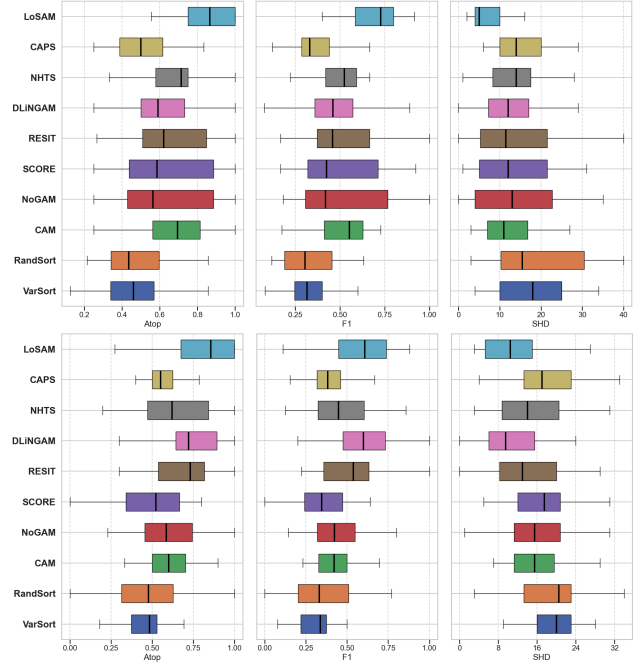 LoSAM
CAPS
NHTS
DLiNGAM
RESIT
SCORE
NoGAM
CAM
RandSort
VarSort
0.2 0.4 0.6 0.8 1.0 0.25 0.50 0.75 1.00 0 10 20 30 40
Atop F1 SHD
LoSAM
CAPS
NHTS
DLiNGAM
RESIT
SCORE
NoGAM
CAM
RandSort
VarSort
0.00 0.25 0.50 0.75 1.00 0.00 0.25 0.50 0.75 1.00 0 8 16 24 32
Atop F1 SHD